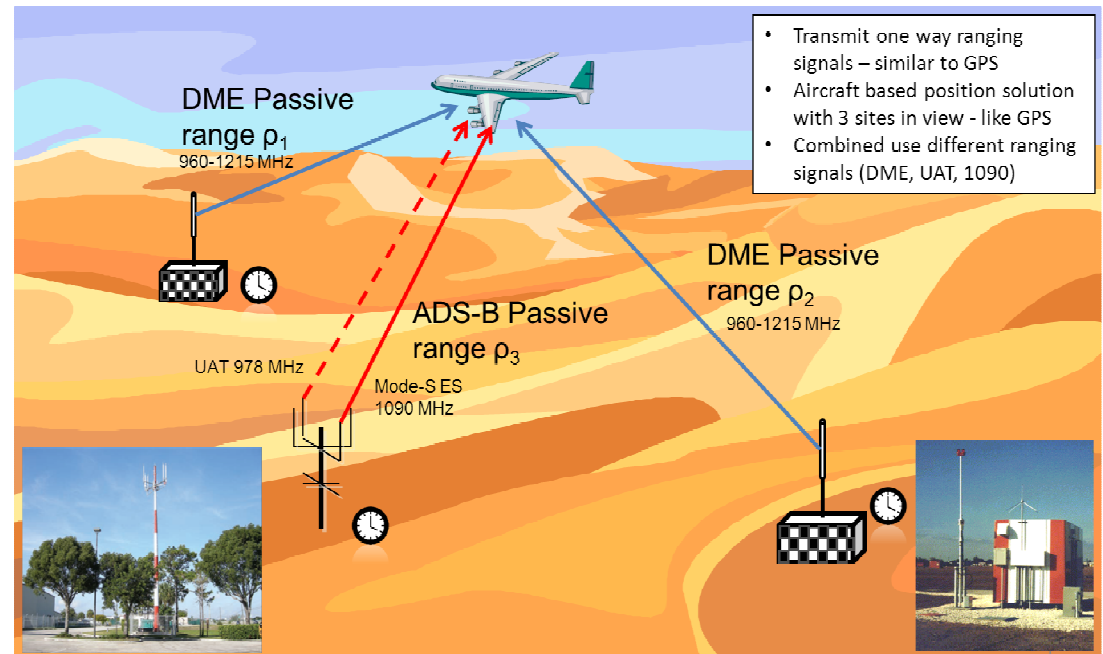 • Transmit one way ranging
signals – similar to GPS
• Aircraft based position solution
with 3 sites in view - like GPS
• Combined use different ranging
signals (DME, UAT, 1090)
DME Passive
range ρ1
960-1215 MHz
DME Passive
range ρ2
960-1215 MHz
ADS-B Passive
range ρ3
UAT 978 MHz
Mode-S ES
1090 MHz